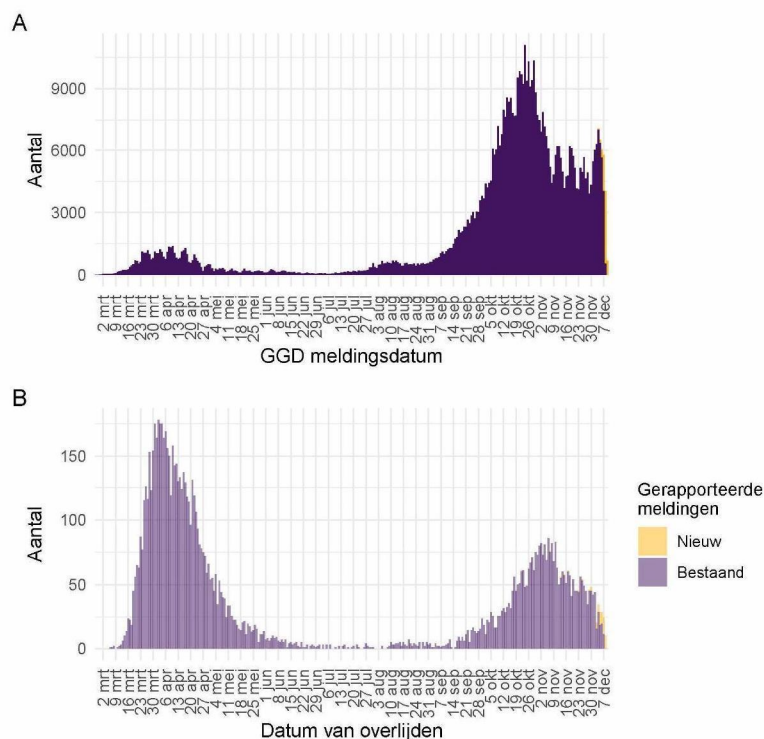 A
9000
6000
3000
0
Aantal
2 mrt
9 mrt
16 mrt
23 mrt
30 mrt
6 apr
13 apr
20 apr
27 apr
4 mei
11 mei
18 mei
25 mei
1 jun
8 jun
15 jun
22 jun
29 jun
6 jul
13 jul
20 jul
27 jul
3 aug
10 aug
17 aug
24 aug
31 aug
7 sep
14 sep
21 sep
28 sep
5 okt
12 okt
19 okt
26 okt
2 nov
9 nov
16 nov
23 nov
30 nov
7 dec
GGD meldingsdatum
B
150
100
50
0
Aantal
2 mrt
9 mrt
16 mrt
23 mrt
30 mrt
6 apr
13 apr
20 apr
27 apr
4 mei
11 mei
18 mei
25 mei
1 jun
8 jun
15 jun
22 jun
29 jun
6 jul
13 jul
20 jul
27 jul
3 aug
10 aug
17 aug
24 aug
31 aug
7 sep
14 sep
21 sep
28 sep
5 okt
12 okt
19 okt
26 okt
2 nov
9 nov
16 nov
23 nov
30 nov
7 dec
Datum van overlijden
Gerapporteerde
meldingen
Nieuw
Bestaand